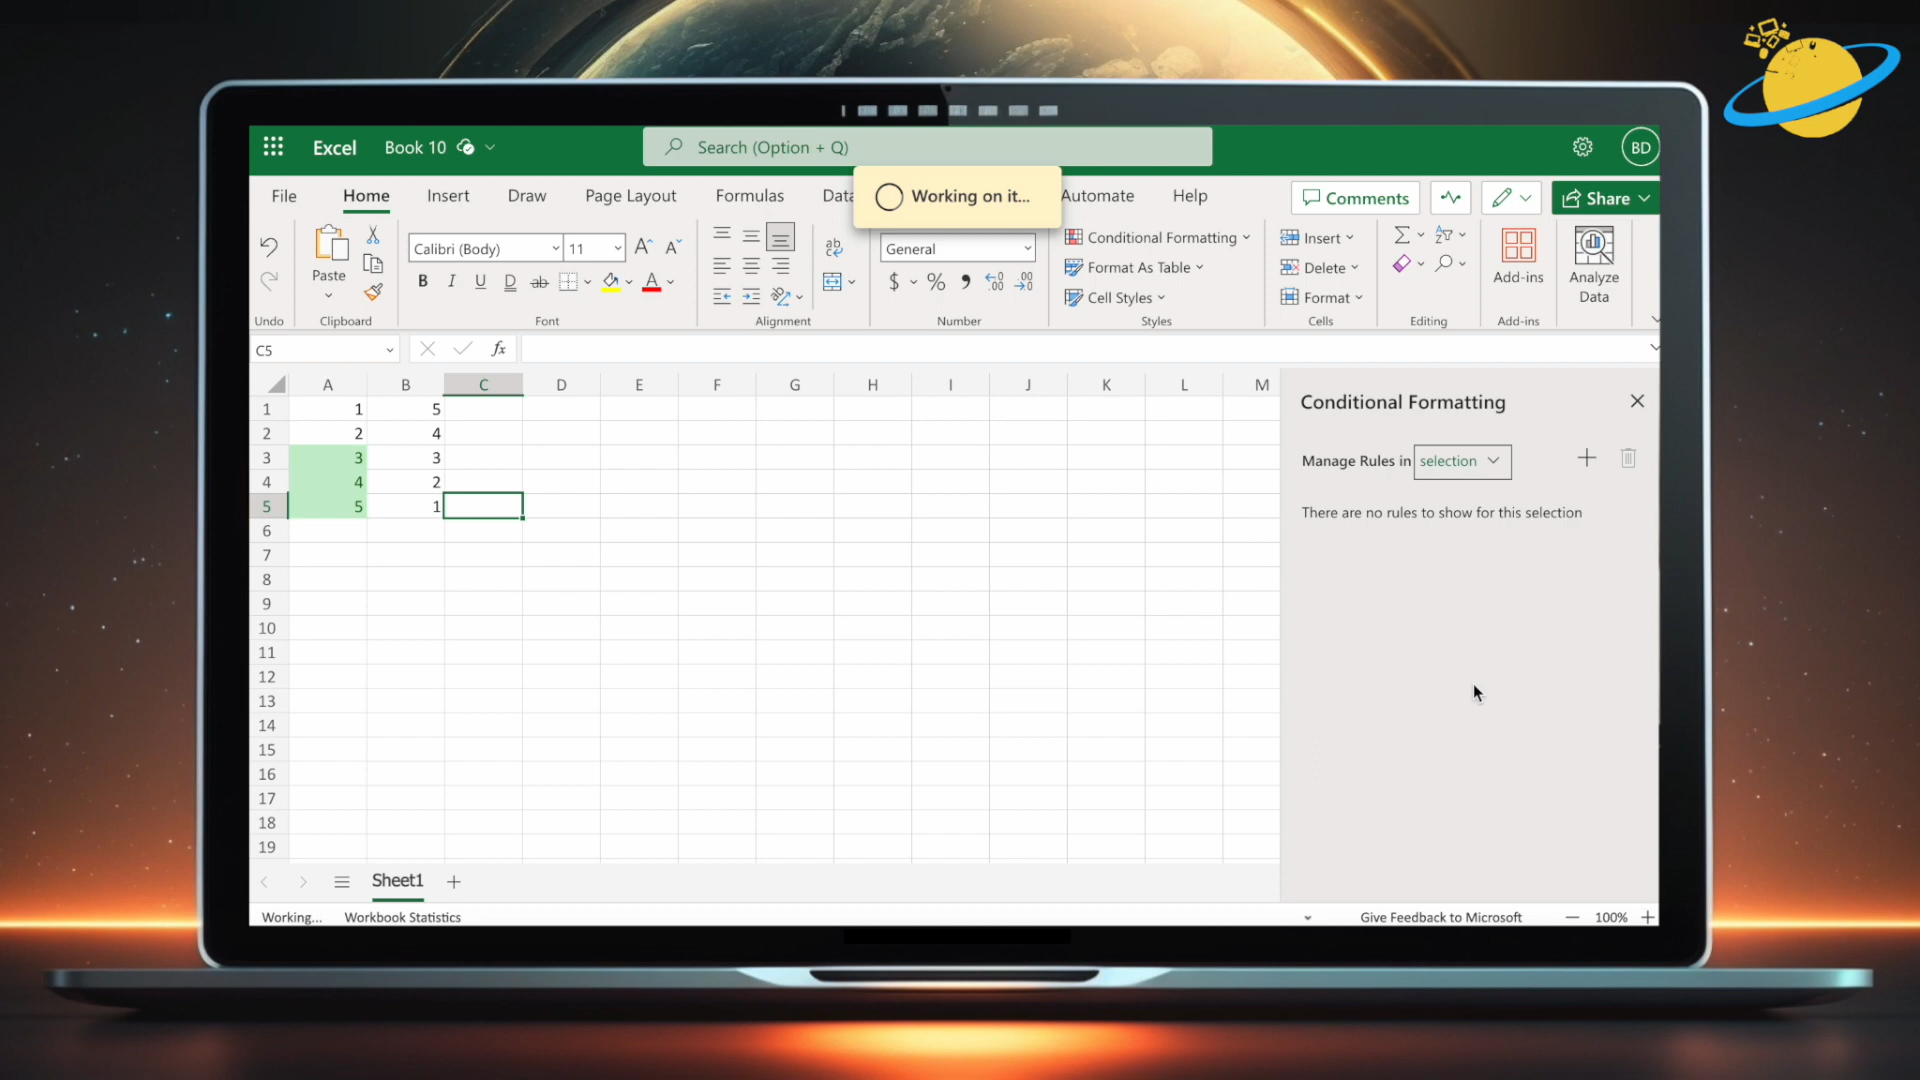 Excel Book 10 Search (Option + Q) BD
File Home Insert Draw Page Layout Formulas Data Working on it... Automate Help Comments Share
Paste Calibri (Body) 11 General Conditional Formatting Insert
Format As Table Delete Add-ins Analyze Data
B I U D ab $ % Cell Styles Format
Undo Clipboard Font Alignment Number Styles Cells Editing Add-ins
C5 fx
A B C D E F G H I J K L M
1 1 5
2 2 4
3 3 3
4 4 2
5 5 1
6
7
8
9
10
11
12
13
14
15
16
17
18
19
Conditional Formatting
Manage Rules in selection
There are no rules to show for this selection
Sheet1
Working... Workbook Statistics Give Feedback to Microsoft 100%